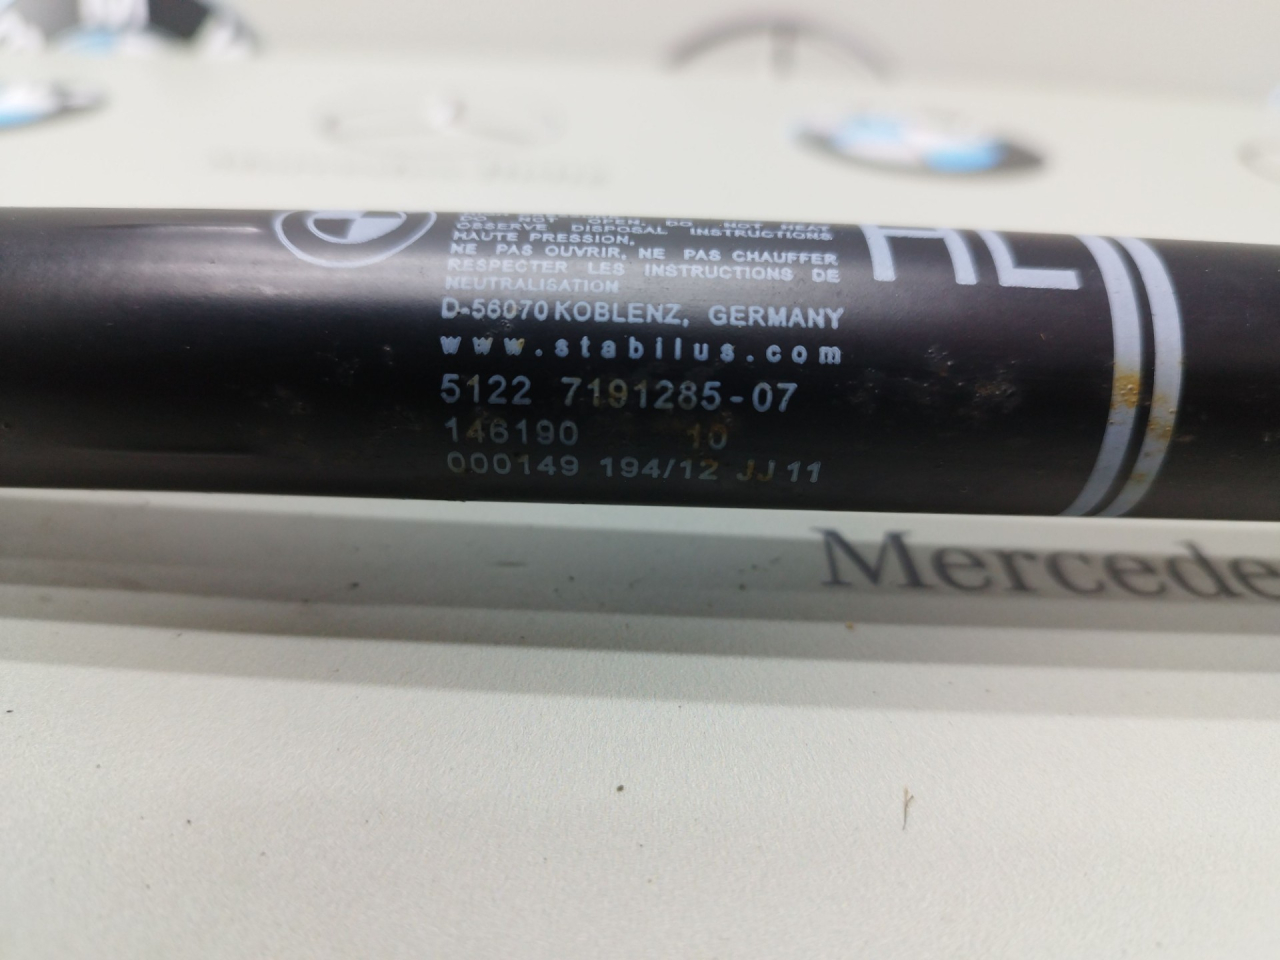 DO NOT OPEN, DO NOT HEAT
OBSERVE DISPOSAL INSTRUCTIONS
HAUTE PRESSION,
NE PAS OUVRIR, NE PAS CHAUFFER
RESPECTER LES INSTRUCTIONS DE
NEUTRALISATION
D-56070 KOBLENZ, GERMANY
www.stabilus.com
5122 7191285-07
146190 10
000149 194/12 JJ 11
HL
Mercede